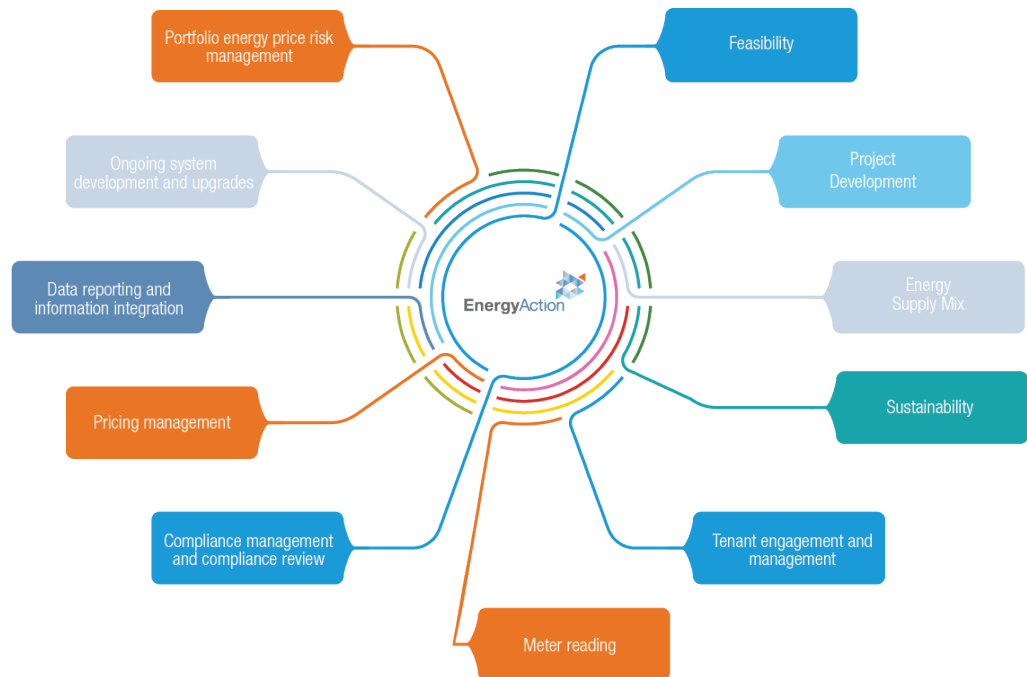 Portfolio energy price risk
management
Feasibility
Ongoing system
development and upgrades
Project
Development
Data reporting and
information integration
EnergyAction
Energy
Supply Mix
Pricing management
Sustainability
Compliance management
and compliance review
Tenant engagement and
management
Meter reading